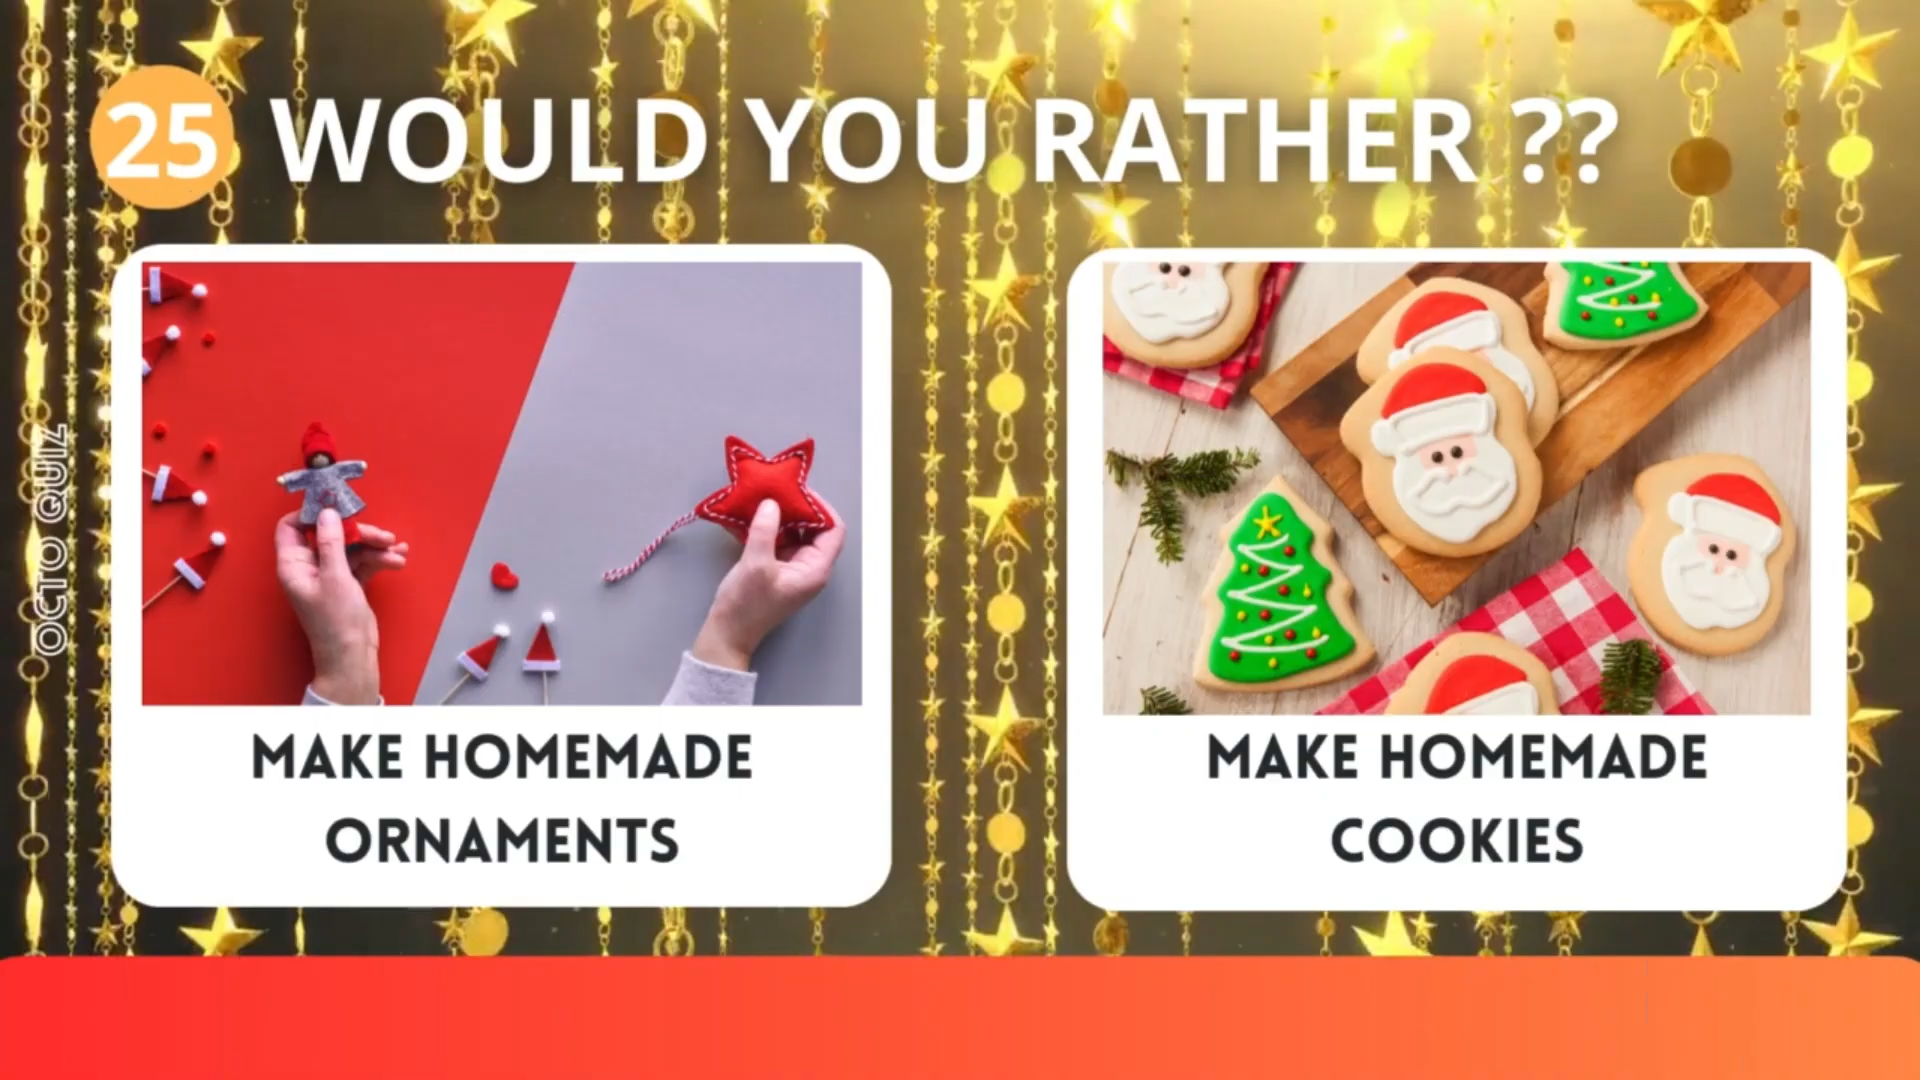 25 WOULD YOU RATHER ??
MAKE HOMEMADE
ORNAMENTS
MAKE HOMEMADE
COOKIES
OCTO QUIZ